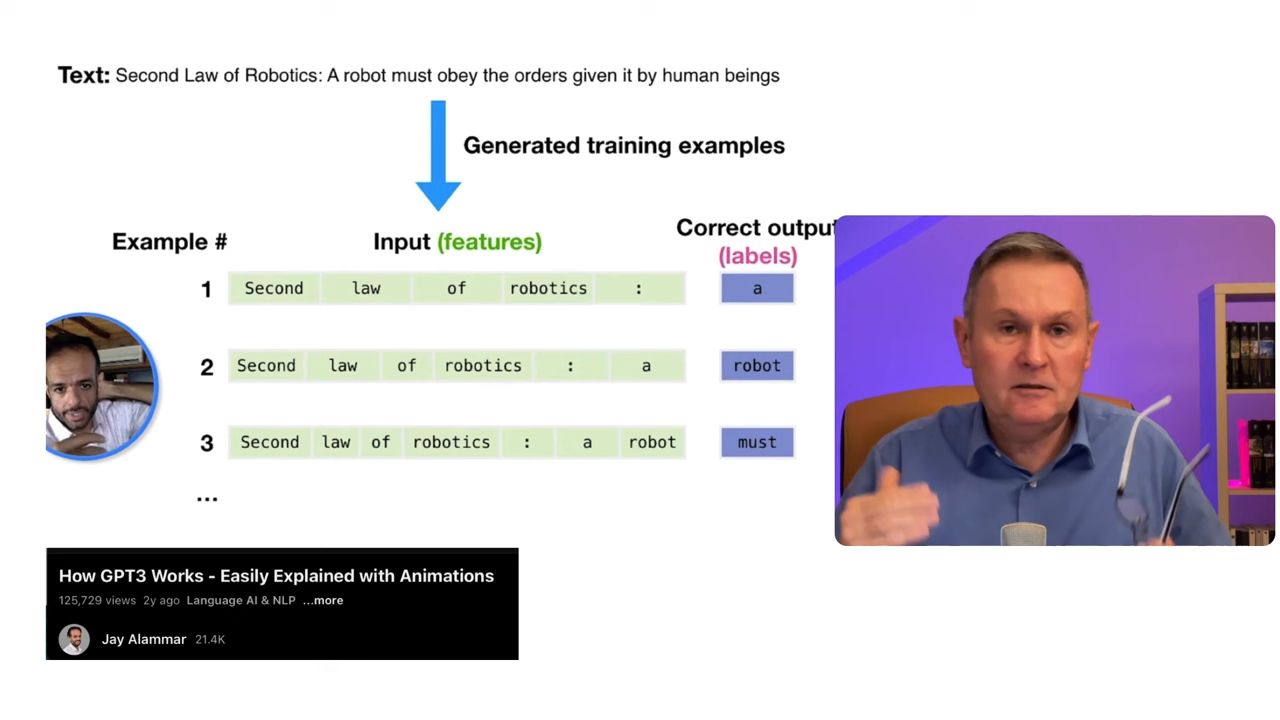 Text: Second Law of Robotics: A robot must obey the orders given it by human beings
Generated training examples
Example # Input (features) Correct output (labels)
1 Second law of robotics : a
2 Second law of robotics : a robot
3 Second law of robotics : a robot must
...
How GPT3 Works - Easily Explained with Animations
125,729 views 2y ago Language AI & NLP ...more
Jay Alammar 21.4K